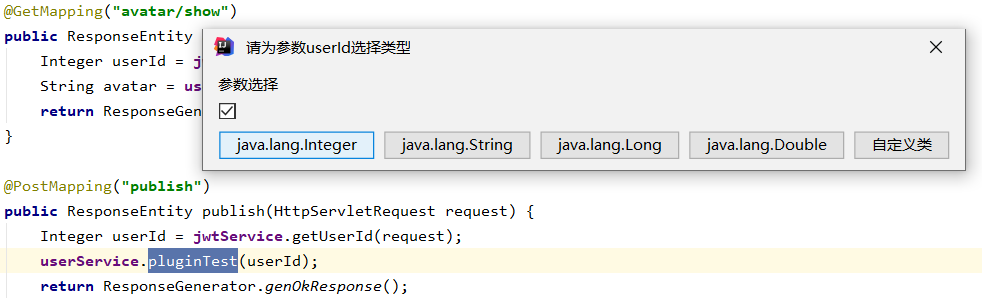 @GetMapping("avatar/show")
public ResponseEntity
Integer userId = j
String avatar = us
return ResponseGen
}
请为参数userId选择类型
参数选择
java.lang.Integer java.lang.String java.lang.Long java.lang.Double 自定义类
@PostMapping("publish")
public ResponseEntity publish(HttpServletRequest request) {
Integer userId = jwtService.getUserId(request);
userService.pluginTest(userId);
return ResponseGenerator.genOkResponse();